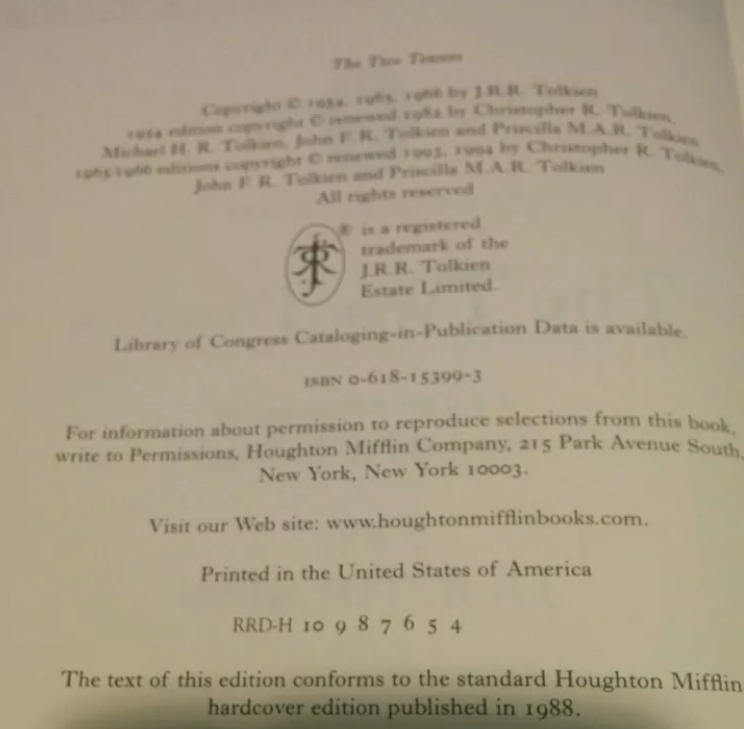 The Two Towers
Copyright © 1954, 1965, 1966 by J.R.R. Tolkien
1954 edition copyright © renewed 1982 by Christopher R. Tolkien,
Michael H. R. Tolkien, John F. R. Tolkien and Priscilla M.A.R. Tolkien
1965/1966 editions copyright © renewed 1993, 1994 by Christopher R. Tolkien,
John F. R. Tolkien and Priscilla M.A.R. Tolkien
All rights reserved
® is a registered
trademark of the
J.R.R. Tolkien
Estate Limited.
Library of Congress Cataloging-in-Publication Data is available.
ISBN 0-618-15399-3
For information about permission to reproduce selections from this book,
write to Permissions, Houghton Mifflin Company, 215 Park Avenue South,
New York, New York 10003.
Visit our Web site: www.houghtonmifflinbooks.com.
Printed in the United States of America
RRD-H 10 9 8 7 6 5 4
The text of this edition conforms to the standard Houghton Mifflin
hardcover edition published in 1988.